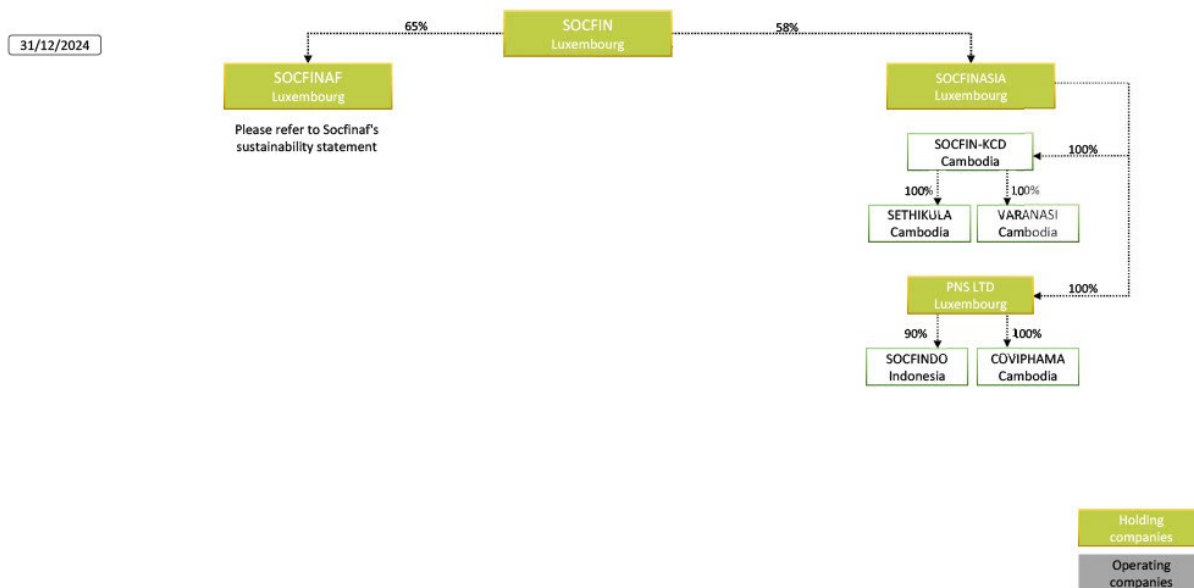 31/12/2024
65%
SOCFIN
Luxembourg
58%
SOCFINAF
Luxembourg
Please refer to Socfinaf's
sustainability statement
SOCFINASIA
Luxembourg
SOCFIN-KCD
Cambodia
100%
100%
100%
SETHIKULA
Cambodia
VARANASI
Cambodia
PNS LTD
Luxembourg
100%
90%
100%
SOCFINDO
Indonesia
COVIPHAMA
Cambodia
Holding
companies
Operating
companies